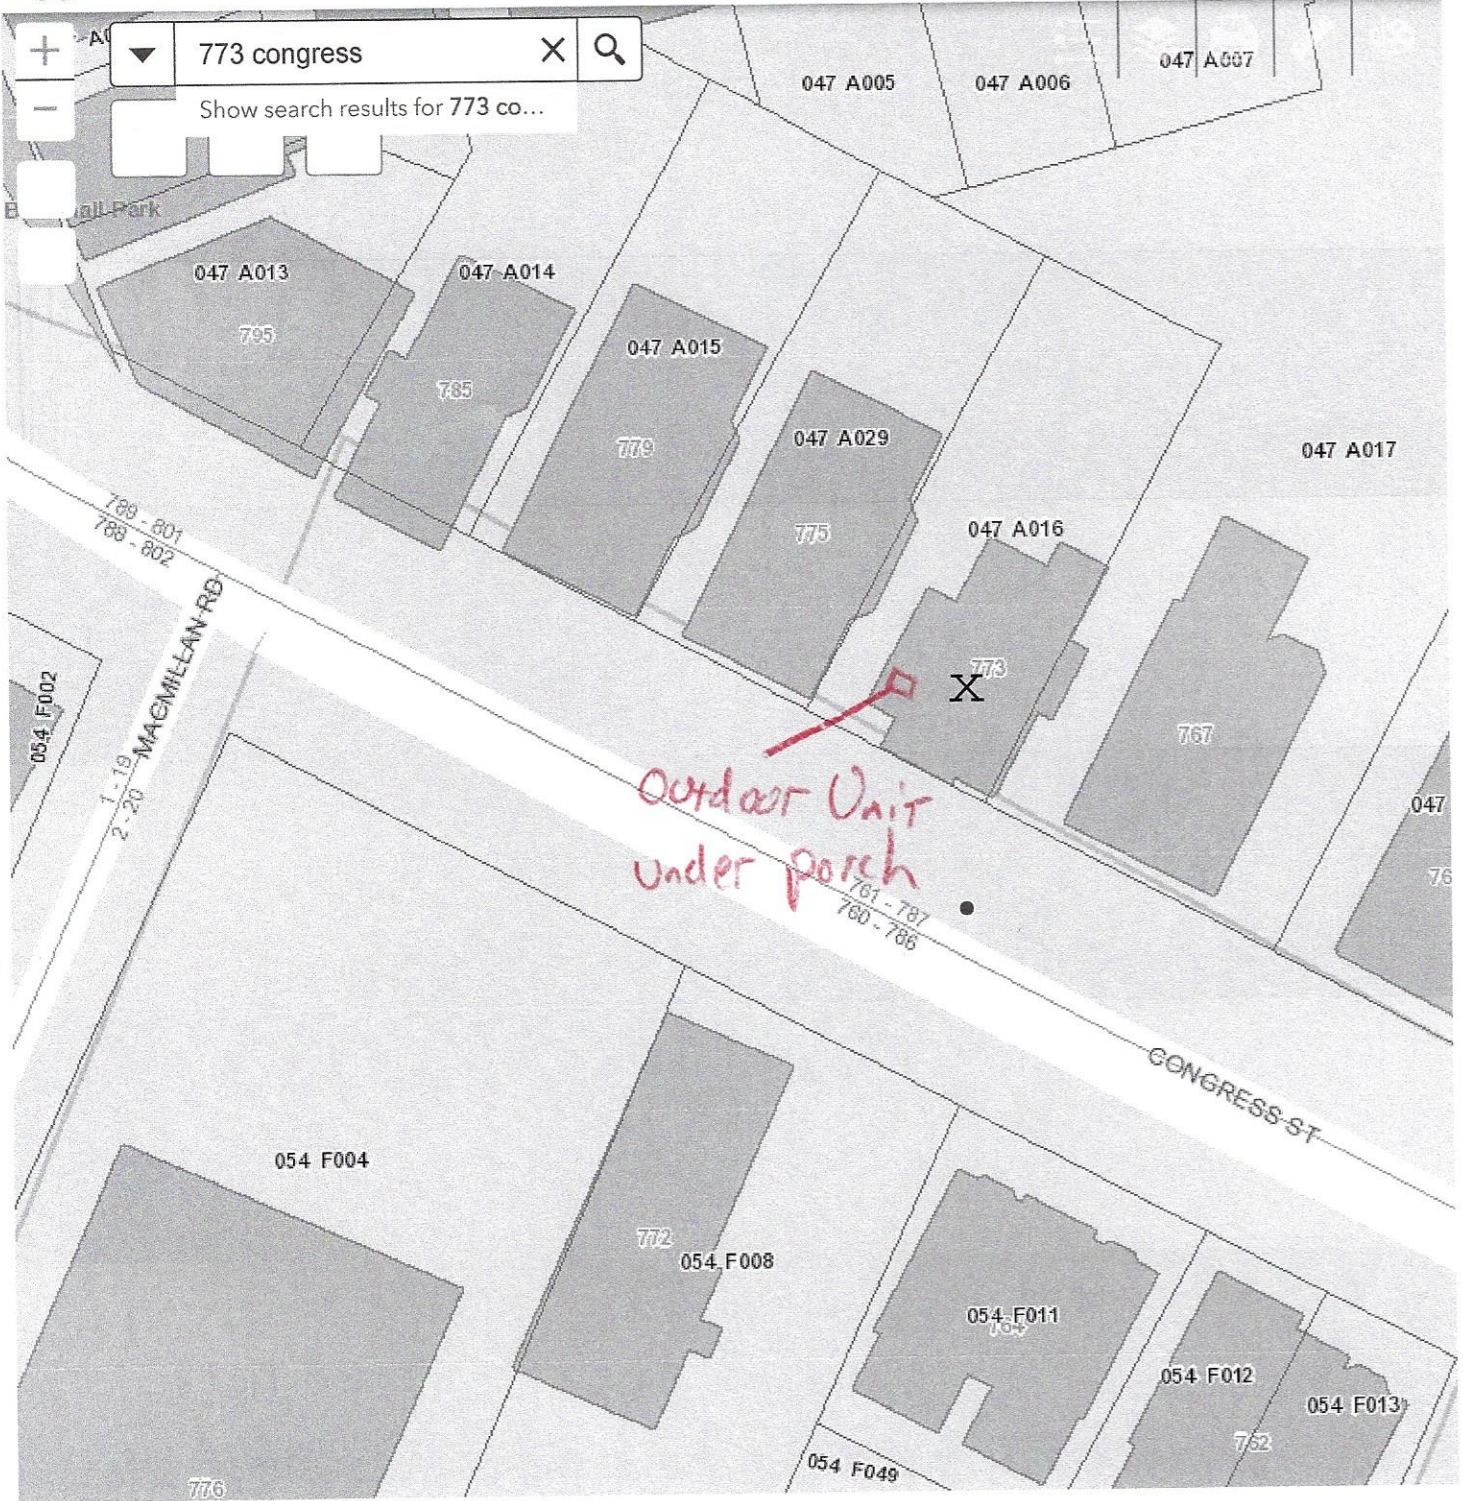 773 congress
Show search results for 773 co...
047 A005
047 A006
047 A007
047 A013
795
047 A014
785
047 A015
779
047 A029
775
047 A016
773
X
047 A017
767
789 - 801
788 - 802
MACMILLAN RD
1 - 19
2 - 20
054 F002
Outdoor Unit
under porch
761 - 787
760 - 786
047
76
CONGRESS ST
054 F004
776
772
054 F008
054 F011
764
054 F012
054 F013
762
054 F049